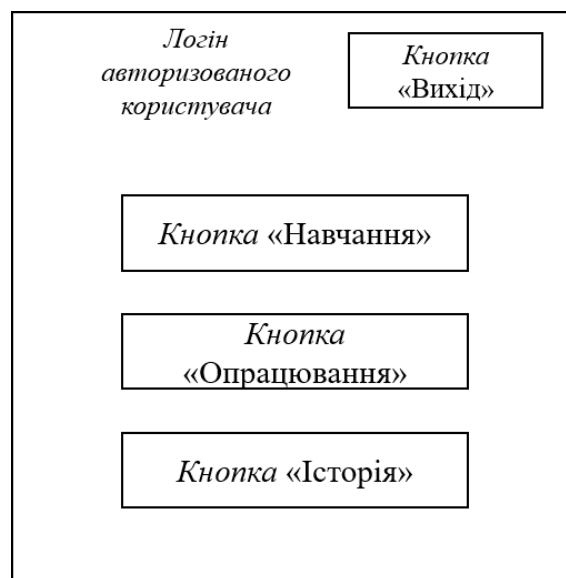 Логін
авторизованого
користувача
Кнопка
«Вихід»
Кнопка «Навчання»
Кнопка
«Опрацювання»
Кнопка «Історія»